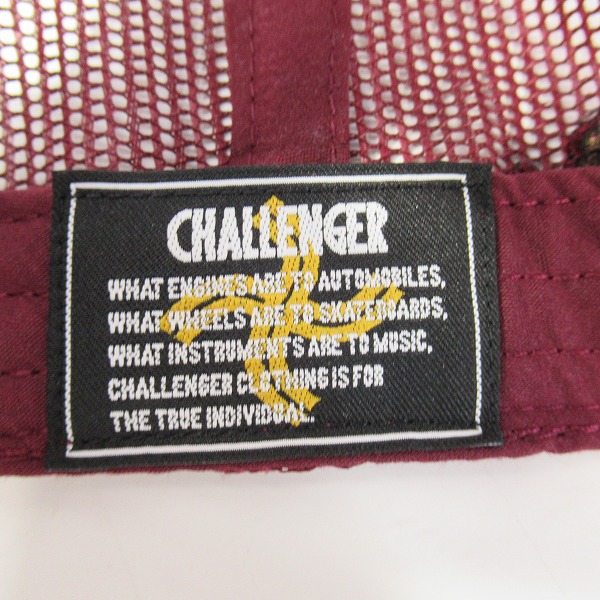 CHALLENGER
WHAT ENGINES ARE TO AUTOMOBILES,
WHAT WHEELS ARE TO SKATEBOARDS,
WHAT INSTRUMENTS ARE TO MUSIC,
CHALLENGER CLOTHING IS FOR
THE TRUE INDIVIDUAL.